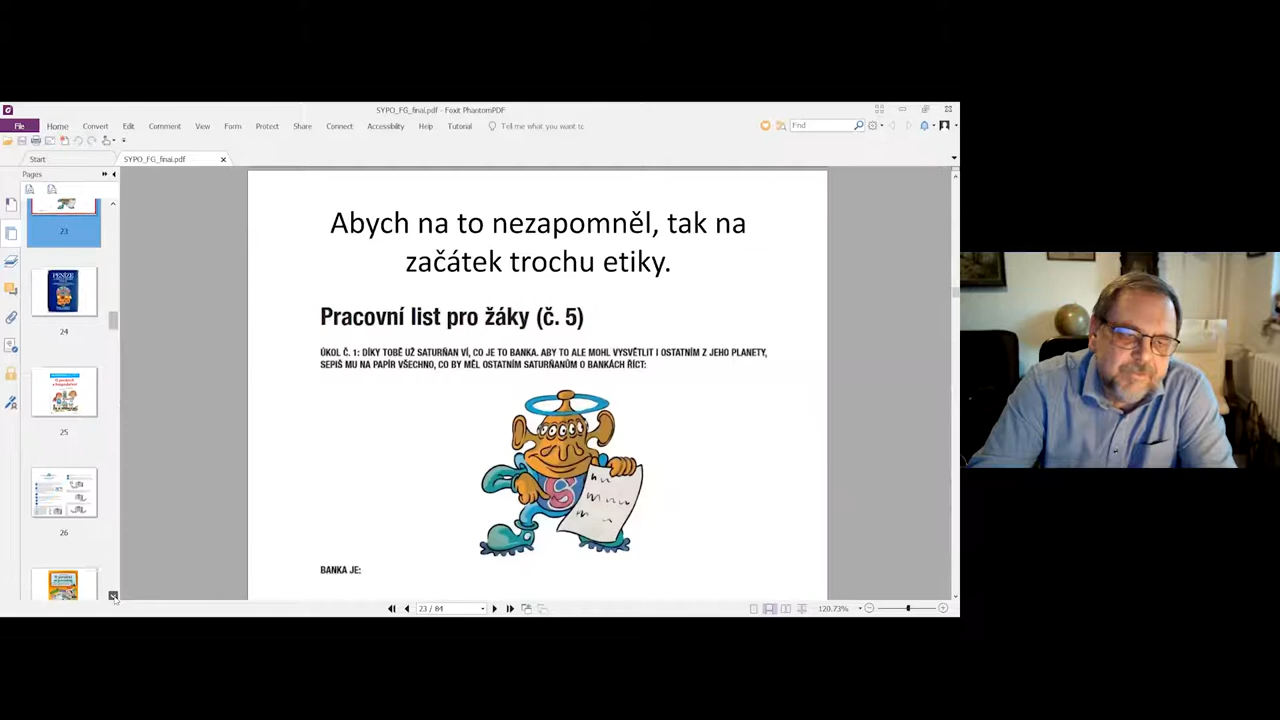 SYPO_FG_final.pdf - Foxit PhantomPDF
File Home Convert Edit Comment View Form Protect Share Connect Accessibility Help Tutorial Tell me what you want tc Find
Start SYPO_FG_final.pdf
Pages
23
24
25
26
PENÍZE
Abych na to nezapomněl, tak na
začátek trochu etiky.
Pracovní list pro žáky (č. 5)
ÚKOL Č. 1: DÍKY TOBĚ UŽ SATURŇAN VÍ, CO JE TO BANKA. ABY TO ALE MOHL VYSVĚTLIT I OSTATNÍM Z JEHO PLANETY,
SEPIŠ MU NA PAPÍR VŠECHNO, CO BY MĚL OSTATNÍM SATURŇANŮM O BANKÁCH ŘÍCT:
S
BANKA JE:
23 / 84 120.73%